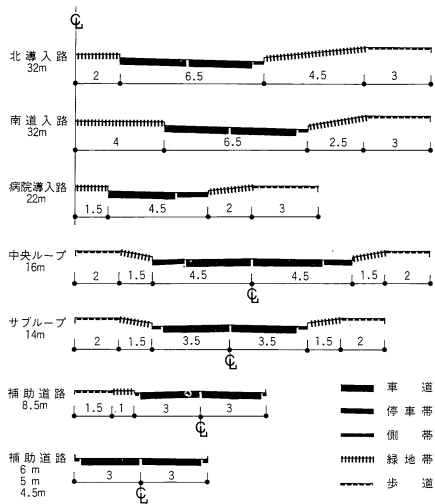 ℄
北導入路
32m
2 6.5 4.5 3
南道入路
32m
4 6.5 2.5 3
病院導入路
22m
1.5 4.5 2 3
中央ループ
16m
2 1.5 4.5 4.5 1.5 2
℄
サブループ
14m
2 1.5 3.5 3.5 1.5 2
℄
補助道路
8.5m
1.5 1 3 3
℄
補助道路
6 m
5 m
4.5m
3 3
℄
車道
停車帯
側帯
緑地帯
歩道